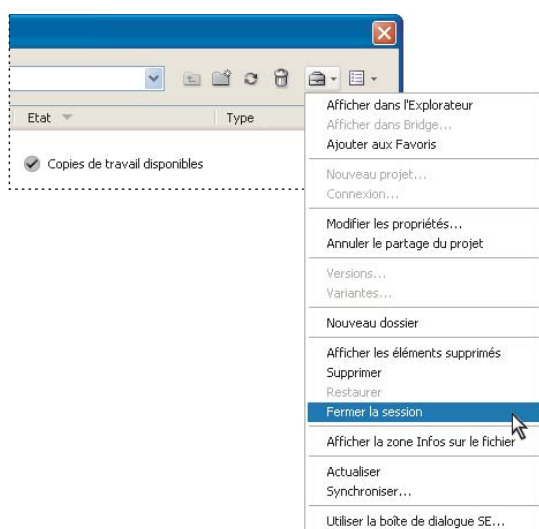 Etat
Type
Copies de travail disponibles
Afficher dans l'Explorateur
Afficher dans Bridge...
Ajouter aux Favoris
Nouveau projet...
Connexion...
Modifier les propriétés...
Annuler le partage du projet
Versions...
Variantes...
Nouveau dossier
Afficher les éléments supprimés
Supprimer
Restaurer
Fermer la session
Afficher la zone Infos sur le fichier
Actualiser
Synchroniser...
Utiliser la boîte de dialogue SE...